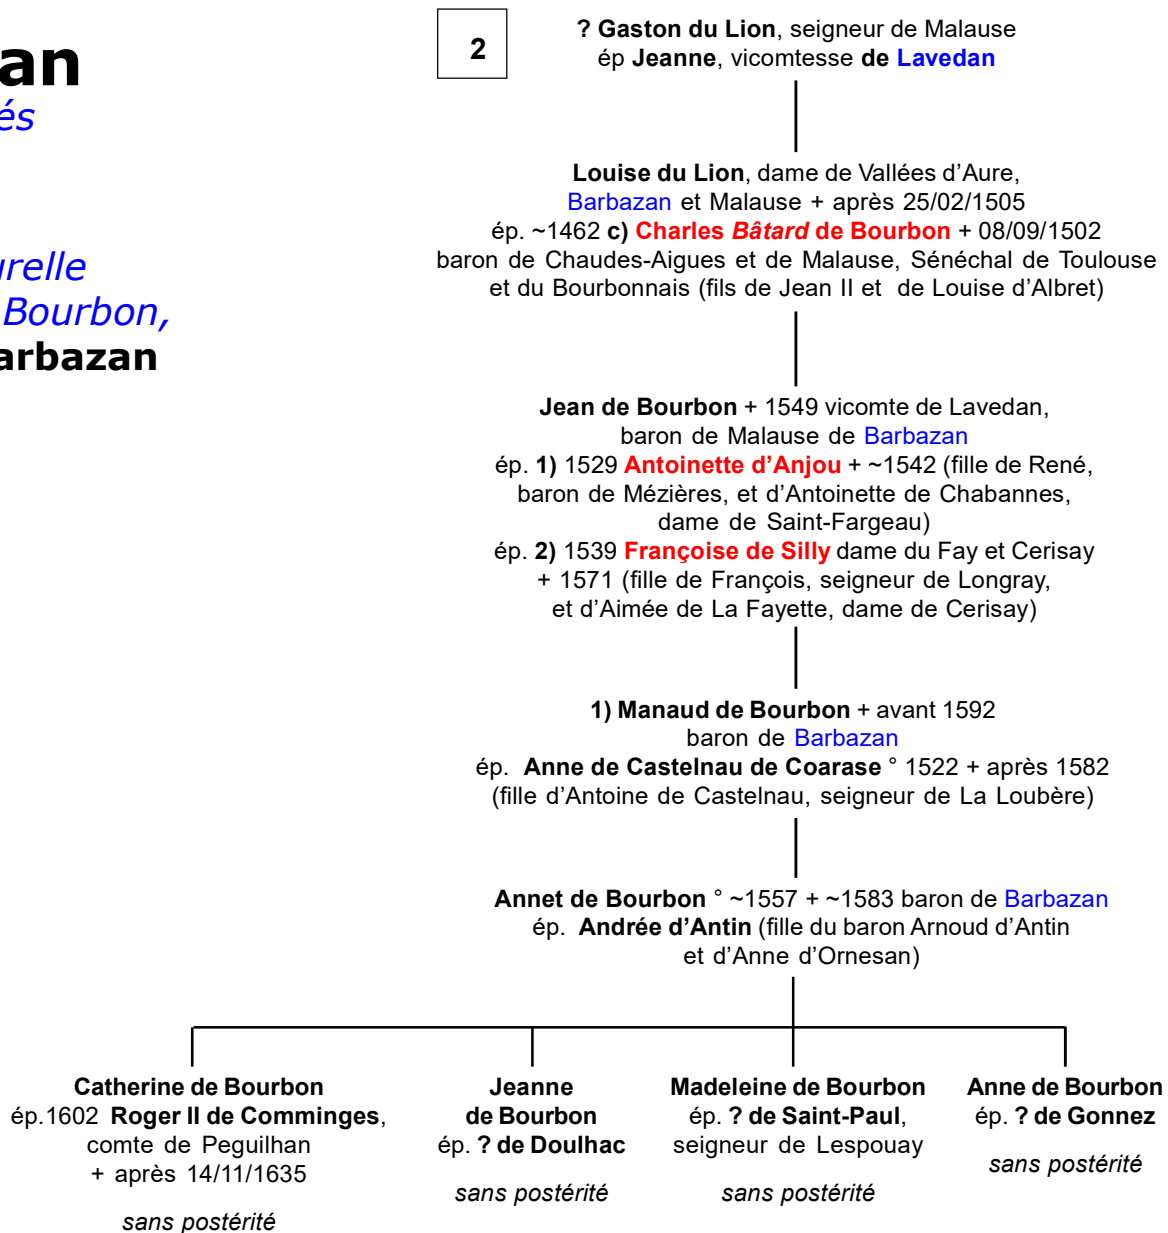 an
és
urelle
Bourbon,
arbazan
2
? Gaston du Lion, seigneur de Malause
ép Jeanne, vicomtesse de Lavedan
Louise du Lion, dame de Vallées d’Aure,
Barbazan et Malause + après 25/02/1505
ép. ~1462 c) Charles Bâtard de Bourbon + 08/09/1502
baron de Chaudes-Aigues et de Malause, Sénéchal de Toulouse
et du Bourbonnais (fils de Jean II et de Louise d’Albret)
Jean de Bourbon + 1549 vicomte de Lavedan,
baron de Malause de Barbazan
ép. 1) 1529 Antoinette d’Anjou + ~1542 (fille de René,
baron de Mézières, et d’Antoinette de Chabannes,
dame de Saint-Fargeau)
ép. 2) 1539 Françoise de Silly dame du Fay et Cerisay
+ 1571 (fille de François, seigneur de Longray,
et d’Aimée de La Fayette, dame de Cerisay)
1) Manaud de Bourbon + avant 1592
baron de Barbazan
ép. Anne de Castelnau de Coarase ° 1522 + après 1582
(fille d’Antoine de Castelnau, seigneur de La Loubère)
Annet de Bourbon ° ~1557 + ~1583 baron de Barbazan
ép. Andrée d’Antin (fille du baron Arnoud d’Antin
et d’Anne d’Ornesan)
Catherine de Bourbon
ép.1602 Roger II de Comminges,
comte de Peguilhan
+ après 14/11/1635
sans postérité
Jeanne
de Bourbon
ép. ? de Doulhac
sans postérité
Madeleine de Bourbon
ép. ? de Saint-Paul,
seigneur de Lespouay
sans postérité
Anne de Bourbon
ép. ? de Gonnez
sans postérité